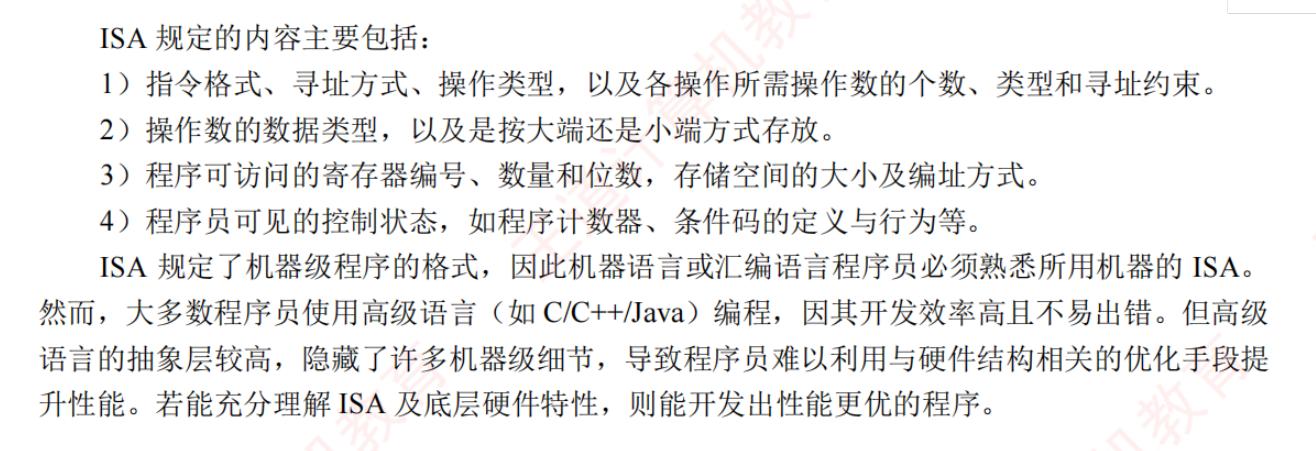 ISA 规定的内容主要包括：
1）指令格式、寻址方式、操作类型，以及各操作所需操作数的个数、类型和寻址约束。
2）操作数的数据类型，以及是按大端还是小端方式存放。
3）程序可访问的寄存器编号、数量和位数，存储空间的大小及编址方式。
4）程序员可见的控制状态，如程序计数器、条件码的定义与行为等。
ISA 规定了机器级程序的格式，因此机器语言或汇编语言程序员必须熟悉所用机器的 ISA。
然而，大多数程序员使用高级语言（如 C/C++/Java）编程，因其开发效率高且不易出错。但高级
语言的抽象层较高，隐藏了许多机器级细节，导致程序员难以利用与硬件结构相关的优化手段提
升性能。若能充分理解 ISA 及底层硬件特性，则能开发出性能更优的程序。
王道计算机教
机教育
机教育